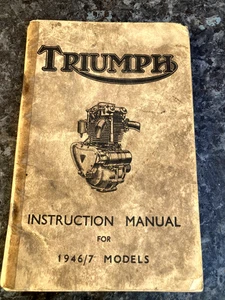 TRIUMPH
INSTRUCTION MANUAL
FOR
1946/7 MODELS